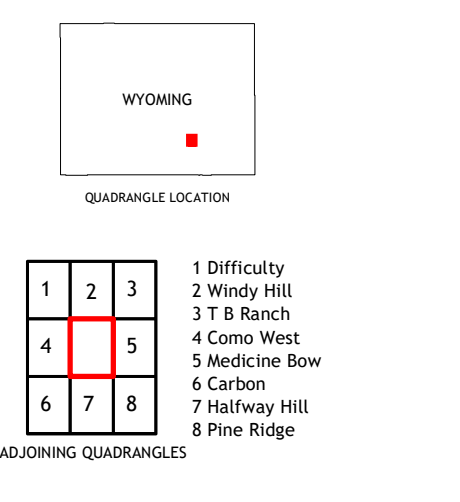 WYOMING
QUADRANGLE LOCATION
1 2 3
4 5
6 7 8
ADJOINING QUADRANGLES
1 Difficulty
2 Windy Hill
3 T B Ranch
4 Como West
5 Medicine Bow
6 Carbon
7 Halfway Hill
8 Pine Ridge